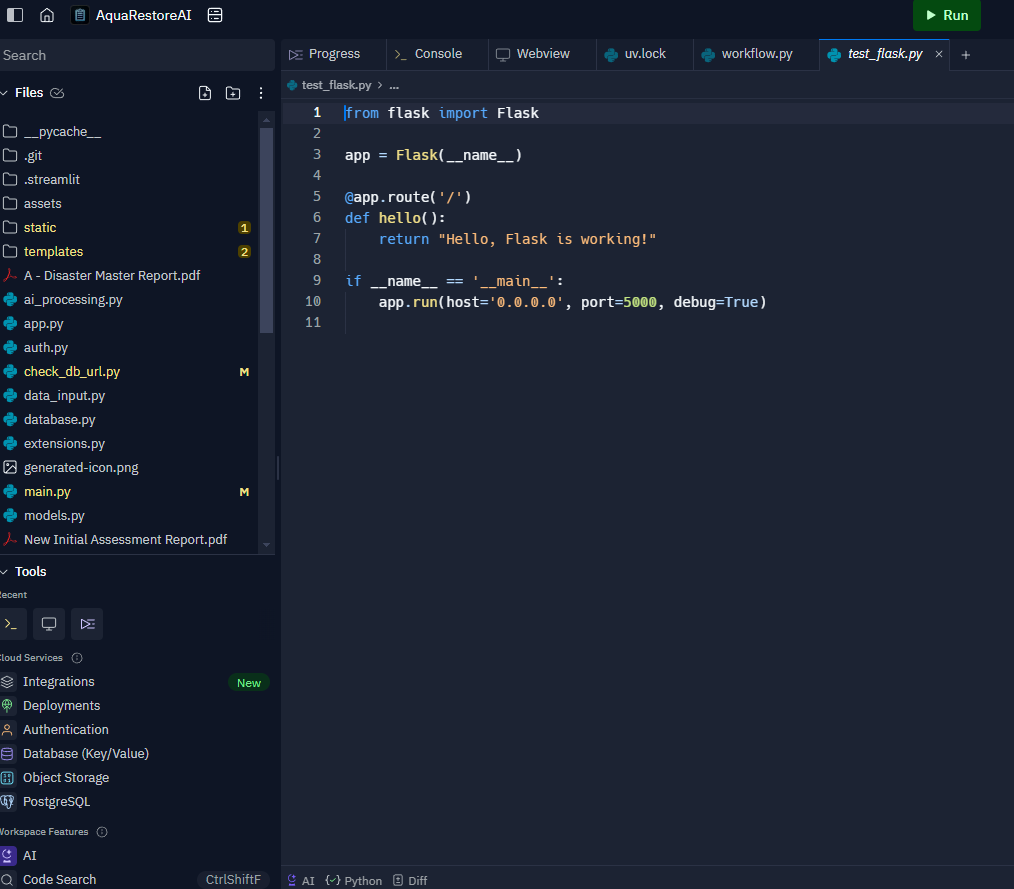 AquaRestoreAI
Run
Search
Progress
Console
Webview
uv.lock
workflow.py
test_flask.py
Files
test_flask.py > ...
__pycache__
.git
.streamlit
assets
static 1
templates 2
A - Disaster Master Report.pdf
ai_processing.py
app.py
auth.py
check_db_url.py M
data_input.py
database.py
extensions.py
generated-icon.png
main.py M
models.py
New Initial Assessment Report.pdf
1 from flask import Flask
2
3 app = Flask(__name__)
4
5 @app.route('/')
6 def hello():
7     return "Hello, Flask is working!"
8
9 if __name__ == '__main__':
10     app.run(host='0.0.0.0', port=5000, debug=True)
11
Tools
ecent
Cloud Services
Integrations New
Deployments
Authentication
Database (Key/Value)
Object Storage
PostgreSQL
Workspace Features
AI
Code Search CtrlShiftF
AI
Python
Diff